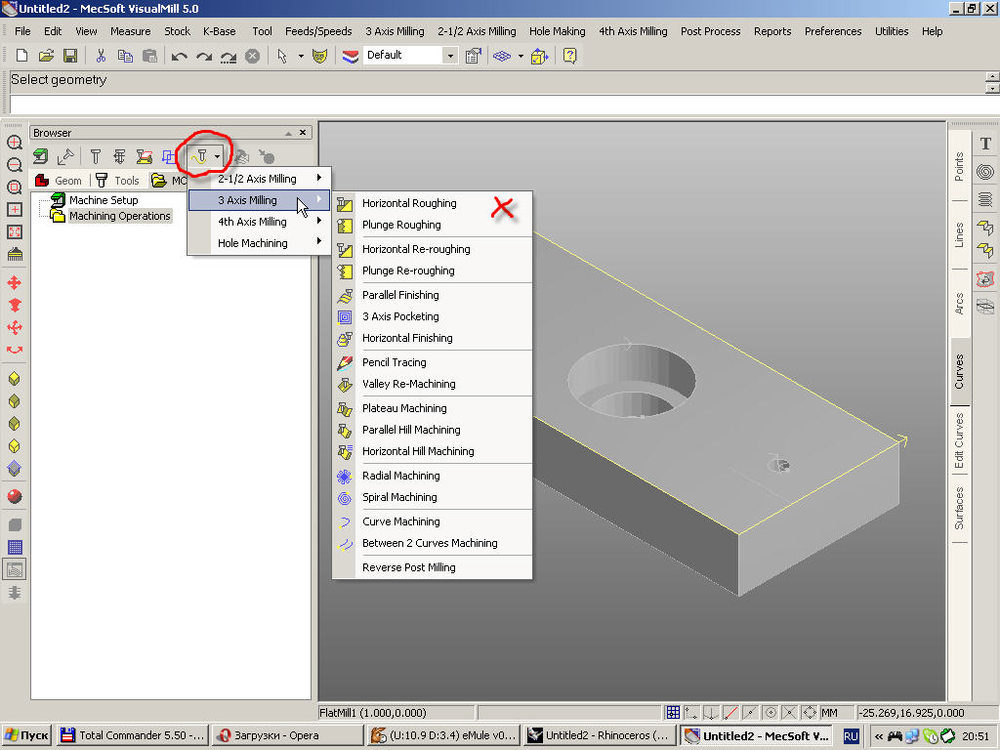 Untitled2 - MecSoft VisualMill 5.0
File Edit View Measure Stock K-Base Tool Feeds/Speeds 3 Axis Milling 2-1/2 Axis Milling Hole Making 4th Axis Milling Post Process Reports Preferences Utilities Help
Default
Select geometry
Browser
Geom Tools MO
Machine Setup
Machining Operations
2-1/2 Axis Milling
3 Axis Milling
4th Axis Milling
Hole Machining
Horizontal Roughing
Plunge Roughing
Horizontal Re-roughing
Plunge Re-roughing
Parallel Finishing
3 Axis Pocketing
Horizontal Finishing
Pencil Tracing
Valley Re-Machining
Plateau Machining
Parallel Hill Machining
Horizontal Hill Machining
Radial Machining
Spiral Machining
Curve Machining
Between 2 Curves Machining
Reverse Post Milling
Points
Lines
Arcs
Curves
Edit Curves
Surfaces
T
FlatMill1 (1.000,0.000)
MM
-25.269,16.925,0.000
Пуск
Total Commander 5.50 -...
Загрузки - Opera
(U:10.9 D:3.4) eMule v0...
Untitled2 - Rhinoceros (...
Untitled2 - MecSoft V...
RU
«
20:51